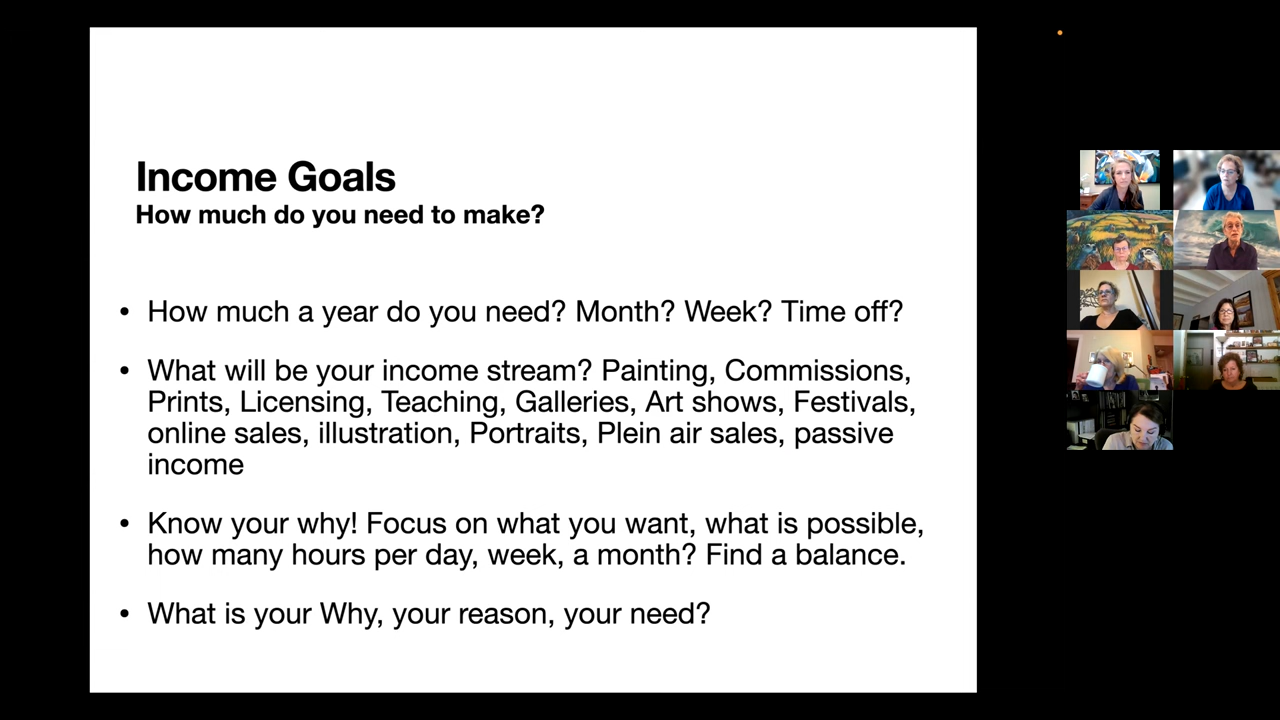 Income Goals
How much do you need to make?
• How much a year do you need? Month? Week? Time off?
• What will be your income stream? Painting, Commissions,
Prints, Licensing, Teaching, Galleries, Art shows, Festivals,
online sales, illustration, Portraits, Plein air sales, passive
income
• Know your why! Focus on what you want, what is possible,
how many hours per day, week, a month? Find a balance.
• What is your Why, your reason, your need?